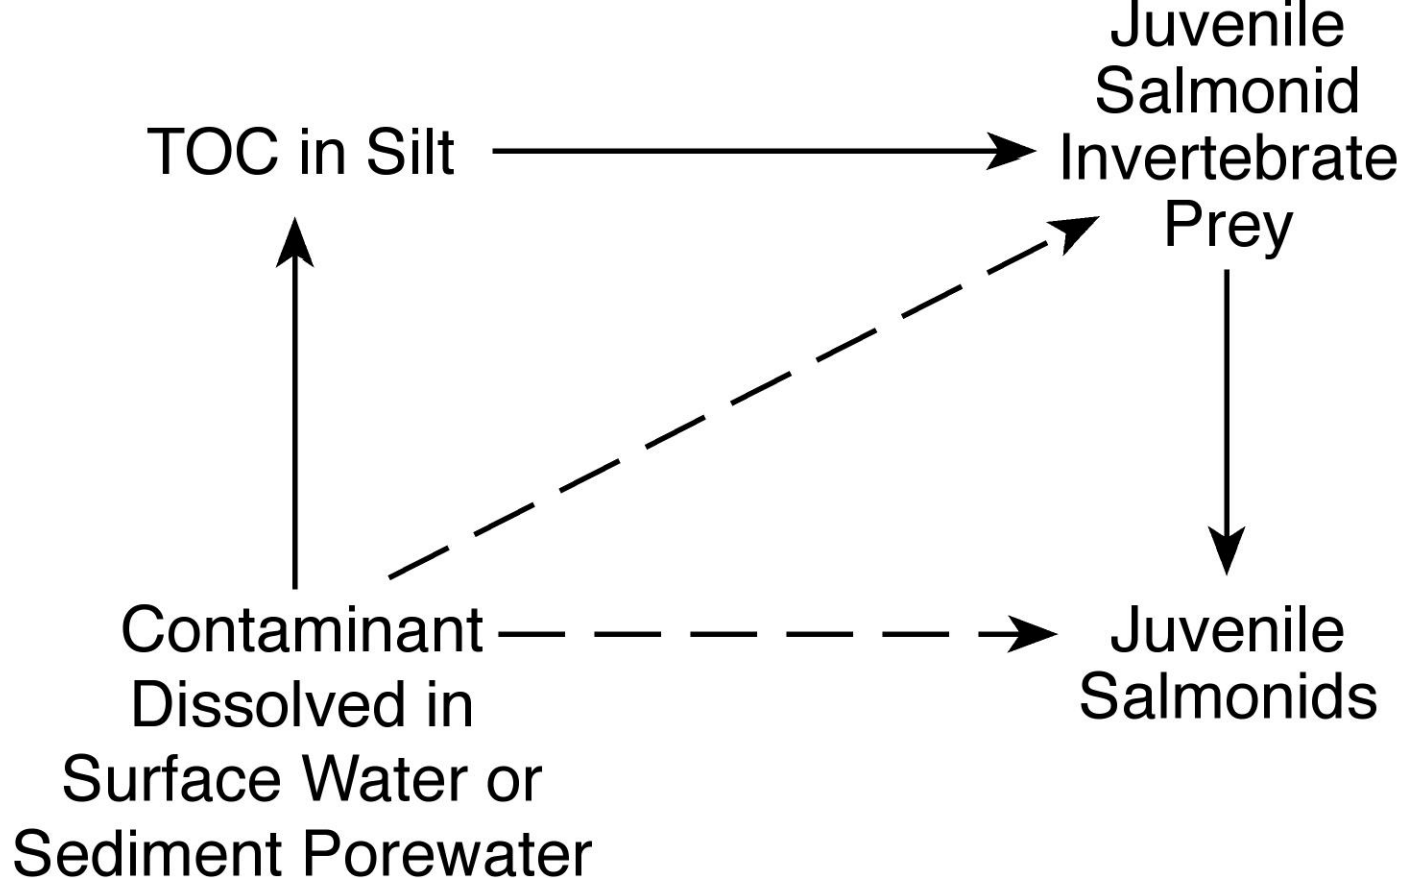 Juvenile
Salmonid
Invertebrate
Prey
TOC in Silt
Contaminant
Dissolved in
Surface Water or
Sediment Porewater
Juvenile
Salmonids